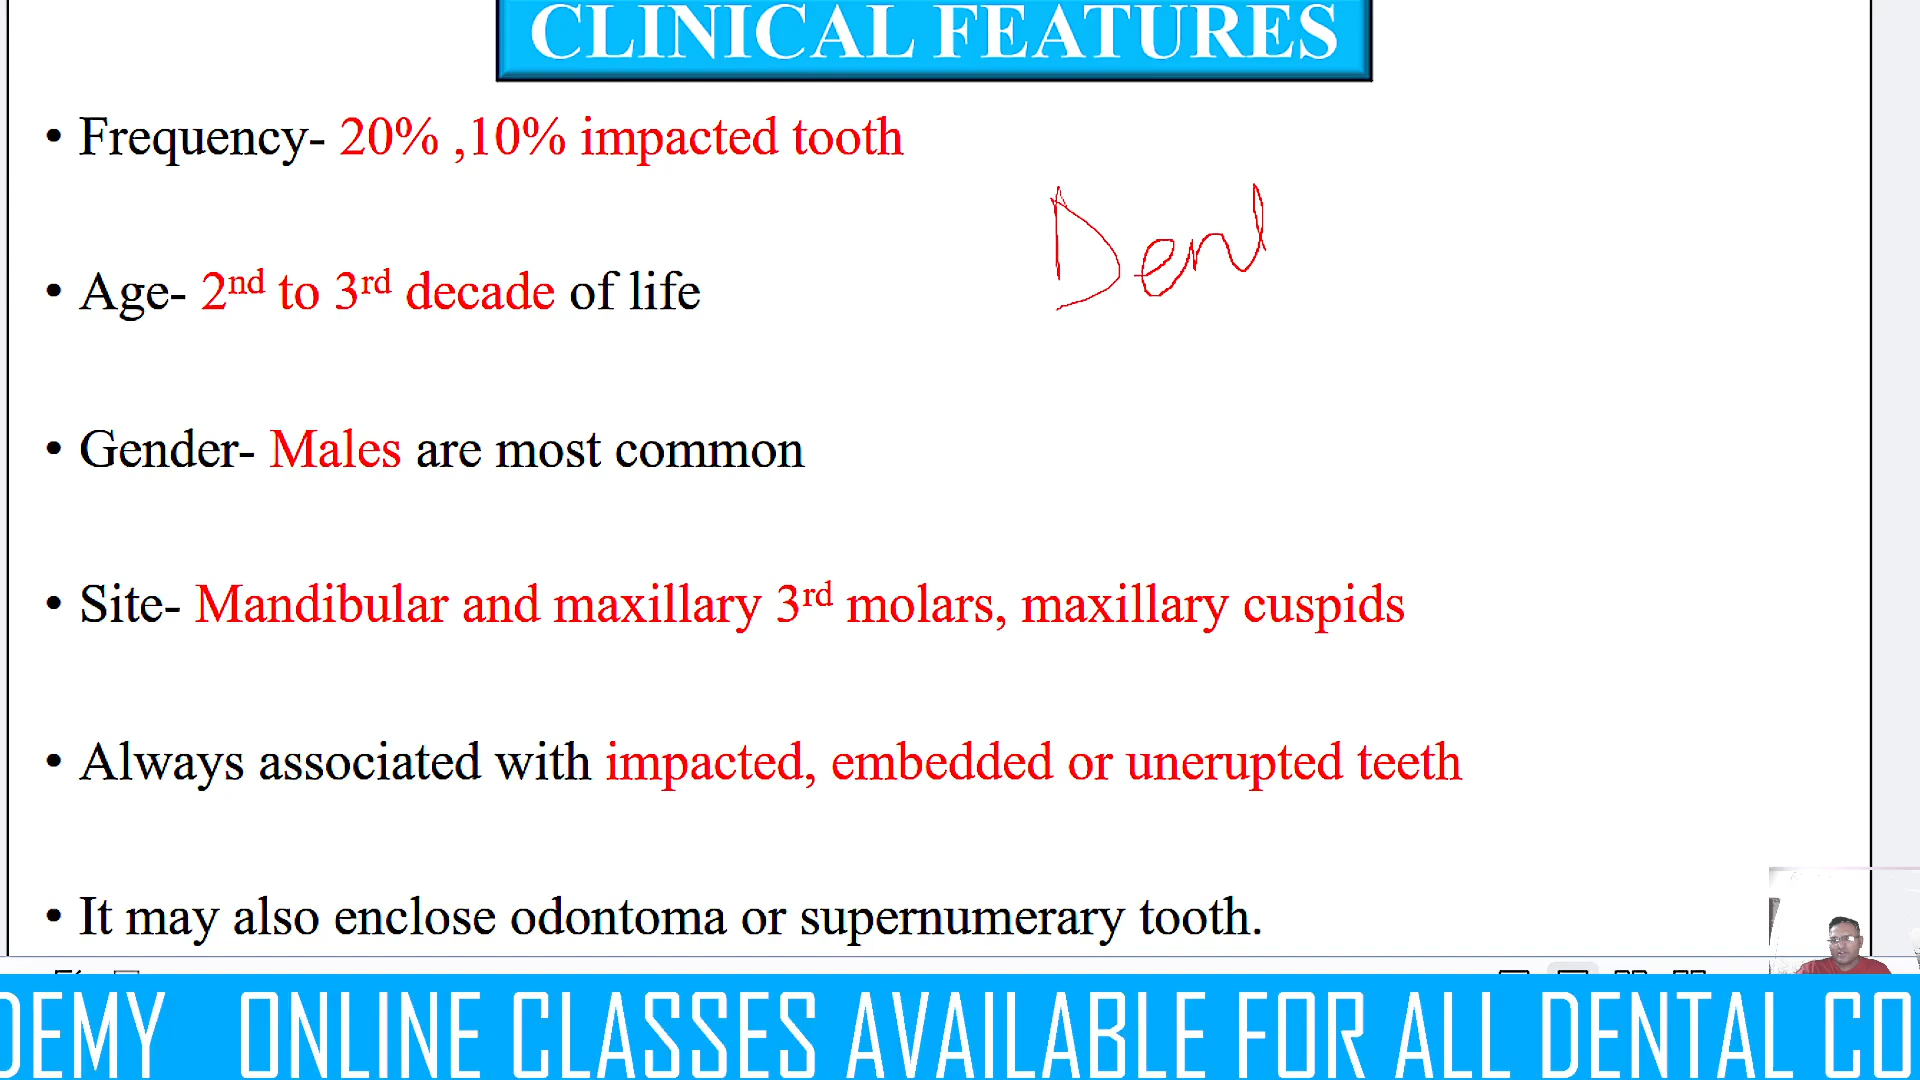 CLINICAL FEATURES
• Frequency- 20% ,10% impacted tooth
Den
• Age- 2nd to 3rd decade of life
• Gender- Males are most common
• Site- Mandibular and maxillary 3rd molars, maxillary cuspids
• Always associated with impacted, embedded or unerupted teeth
• It may also enclose odontoma or supernumerary tooth.
DEMY ONLINE CLASSES AVAILABLE FOR ALL DENTAL CO